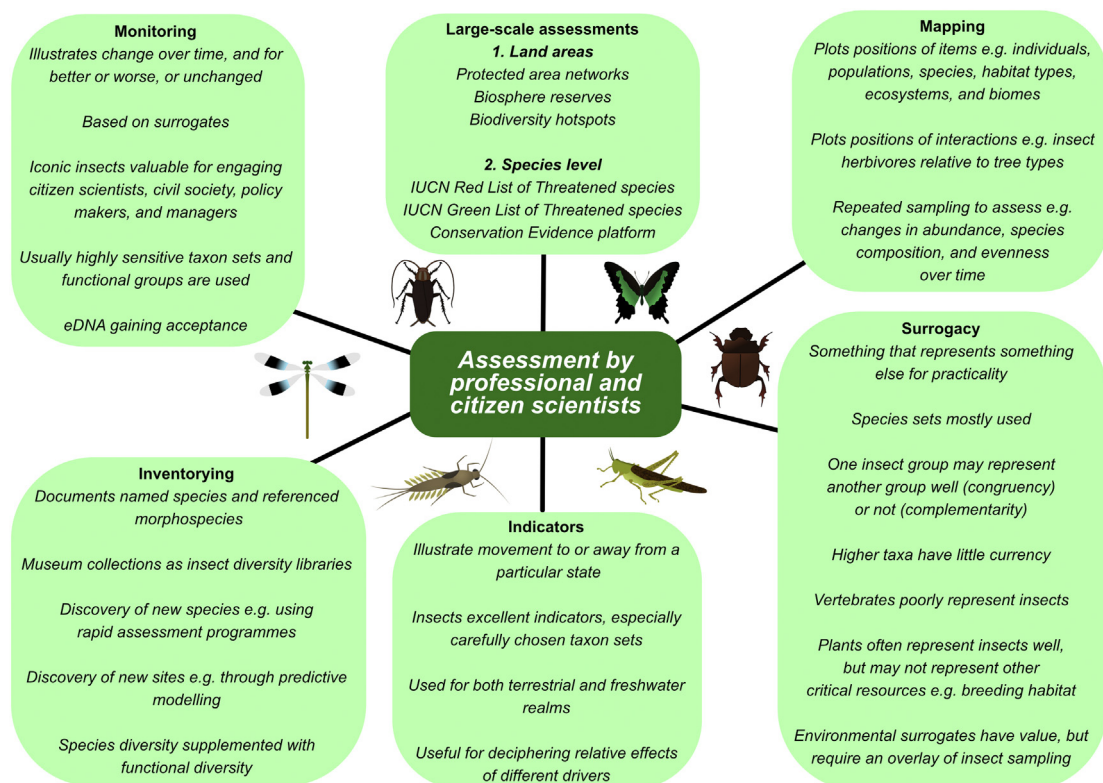 Monitoring
Illustrates change over time, and for
better or worse, or unchanged
Based on surrogates
Iconic insects valuable for engaging
citizen scientists, civil society, policy
makers, and managers
Usually highly sensitive taxon sets and
functional groups are used
eDNA gaining acceptance
Large-scale assessments
1. Land areas
Protected area networks
Biosphere reserves
Biodiversity hotspots
2. Species level
IUCN Red List of Threatened species
IUCN Green List of Threatened species
Conservation Evidence platform
Mapping
Plots positions of items e.g. individuals,
populations, species, habitat types,
ecosystems, and biomes
Plots positions of interactions e.g. insect
herbivores relative to tree types
Repeated sampling to assess e.g.
changes in abundance, species
composition, and evenness
over time
Assessment by
professional and
citizen scientists
Inventorying
Documents named species and referenced
morphospecies
Museum collections as insect diversity libraries
Discovery of new species e.g. using
rapid assessment programmes
Discovery of new sites e.g. through predictive
modelling
Species diversity supplemented with
functional diversity
Indicators
Illustrate movement to or away from a
particular state
Insects excellent indicators, especially
carefully chosen taxon sets
Used for both terrestrial and freshwater
realms
Useful for deciphering relative effects
of different drivers
Surrogacy
Something that represents something
else for practicality
Species sets mostly used
One insect group may represent
another group well (congruency)
or not (complementarity)
Higher taxa have little currency
Vertebrates poorly represent insects
Plants often represent insects well,
but may not represent other
critical resources e.g. breeding habitat
Environmental surrogates have value, but
require an overlay of insect sampling